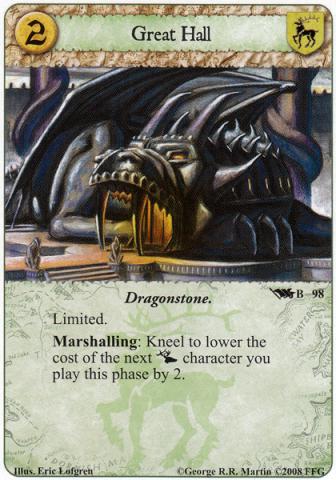 2
Great Hall
Dragonstone.
B 98
Limited.
Marshalling: Kneel to lower the
cost of the next character you
play this phase by 2.
Illus. Eric Lofgren
©George R.R. Martin ©2008 FFG